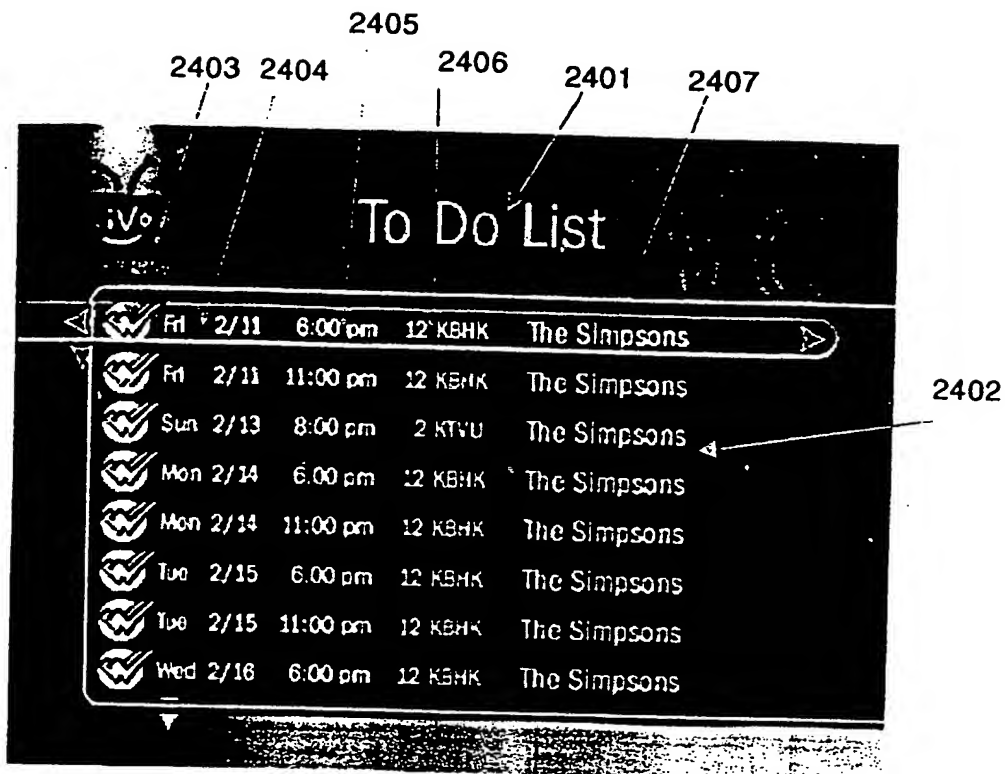 2405
2403 2404 2406 2401 2407
iVo
To Do List
Fri 2/11 6:00 pm 12 KBHK The Simpsons
Fri 2/11 11:00 pm 12 KBHK The Simpsons
2402
Sun 2/13 8:00 pm 2 KTVU The Simpsons
Mon 2/14 6:00 pm 12 KBHK The Simpsons
Mon 2/14 11:00 pm 12 KBHK The Simpsons
Tue 2/15 6:00 pm 12 KBHK The Simpsons
Tue 2/15 11:00 pm 12 KBHK The Simpsons
Wed 2/16 6:00 pm 12 KBHK The Simpsons